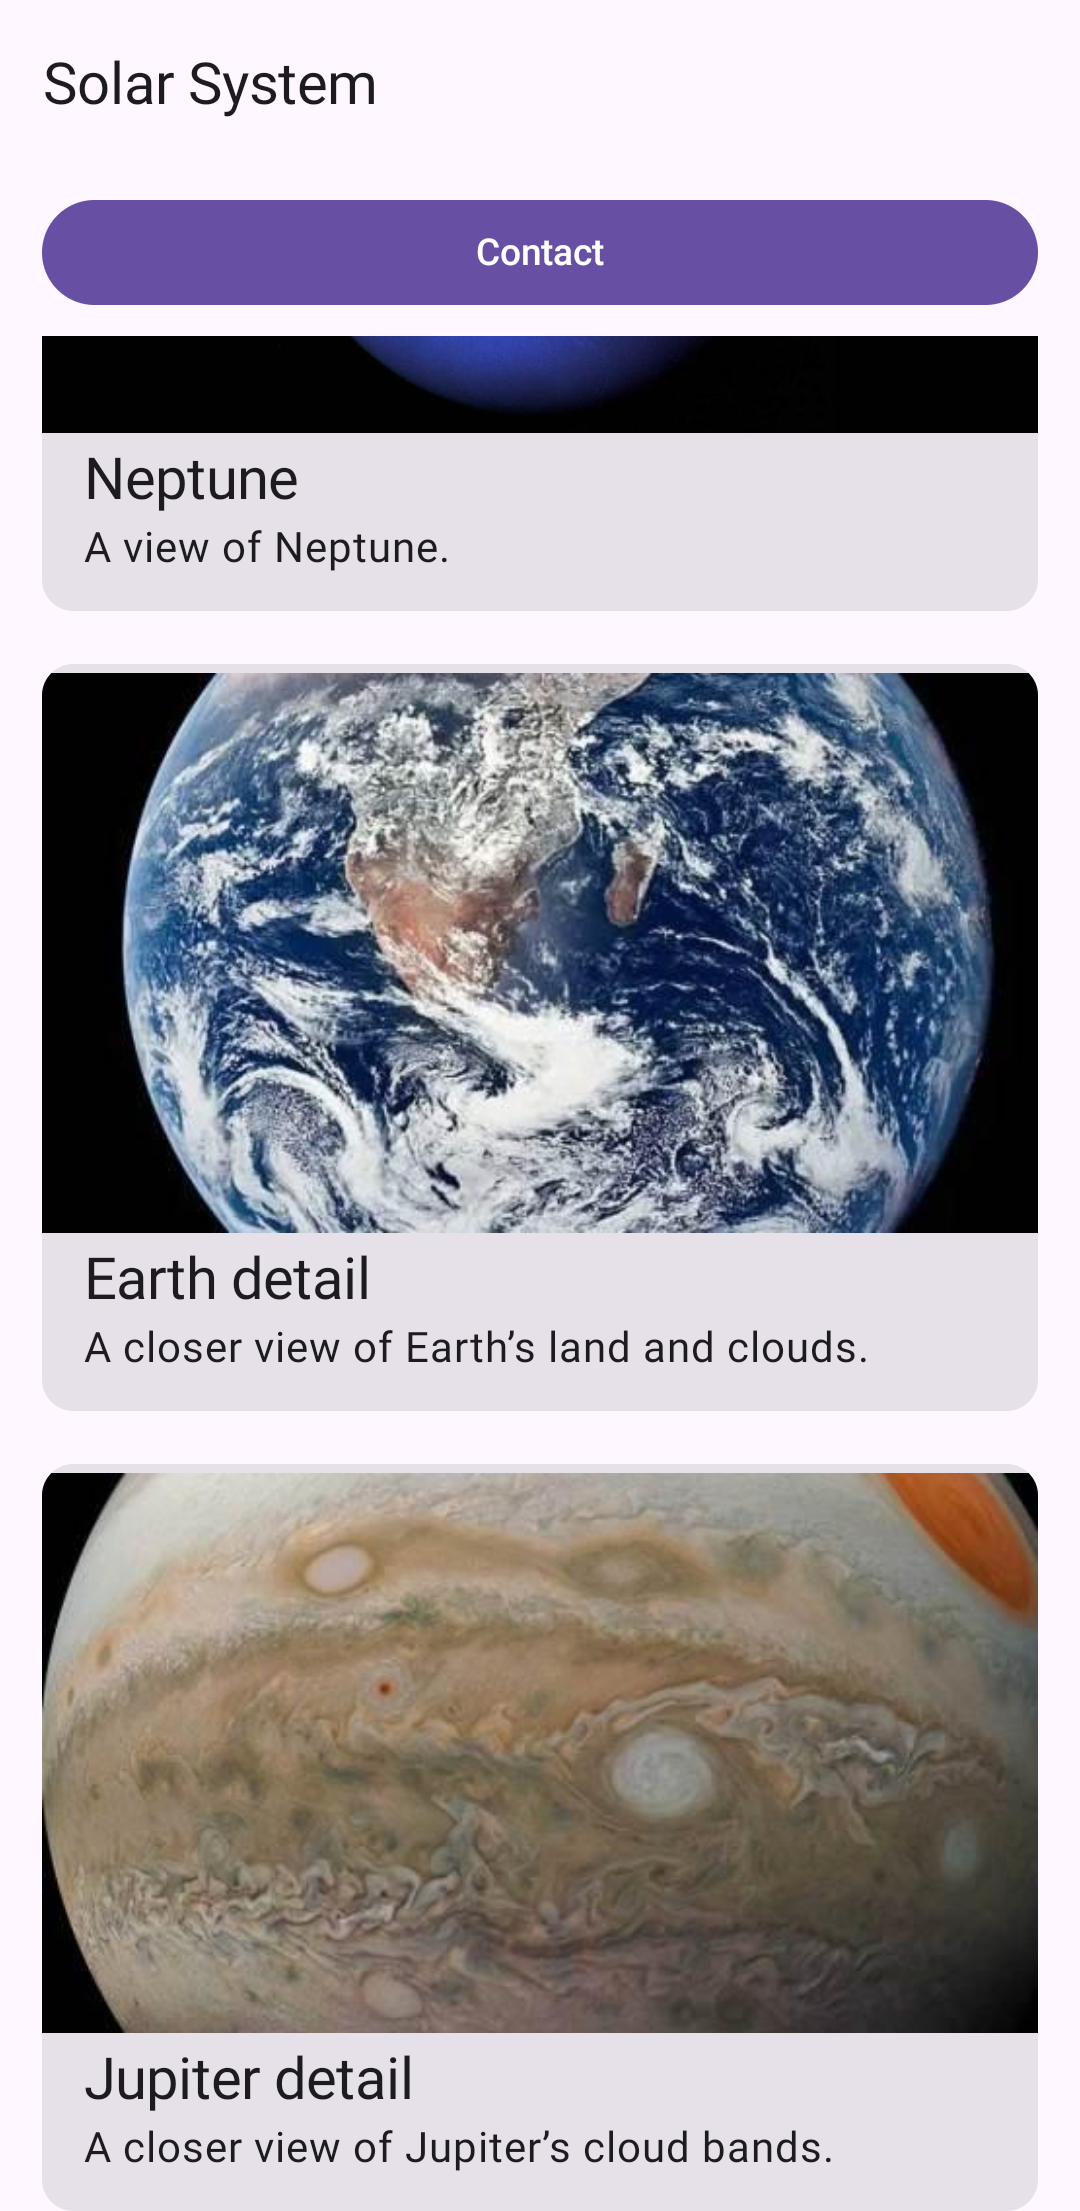 Solar System
Contact
Neptune
A view of Neptune.
Earth detail
A closer view of Earth’s land and clouds.
Jupiter detail
A closer view of Jupiter’s cloud bands.